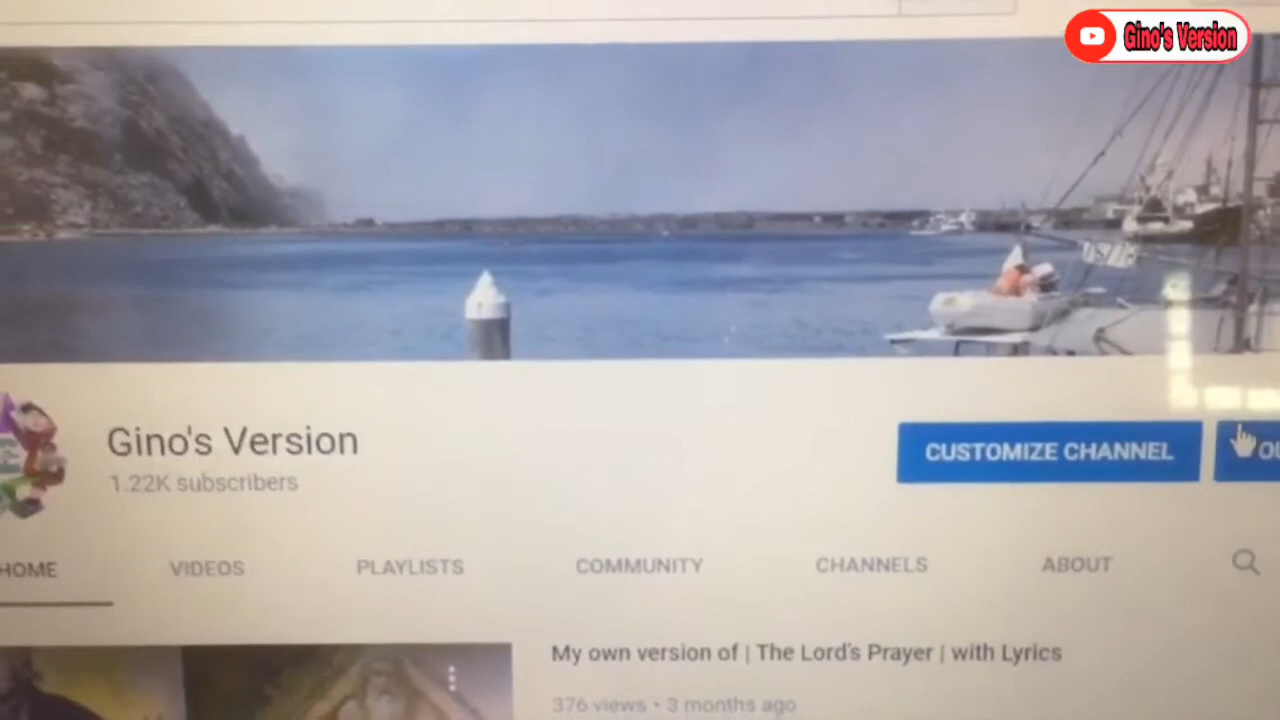 Gino's Version
Gino's Version
1.22K subscribers
CUSTOMIZE CHANNEL
HOME
VIDEOS
PLAYLISTS
COMMUNITY
CHANNELS
ABOUT
My own version of | The Lord's Prayer | with Lyrics
376 views • 3 months ago